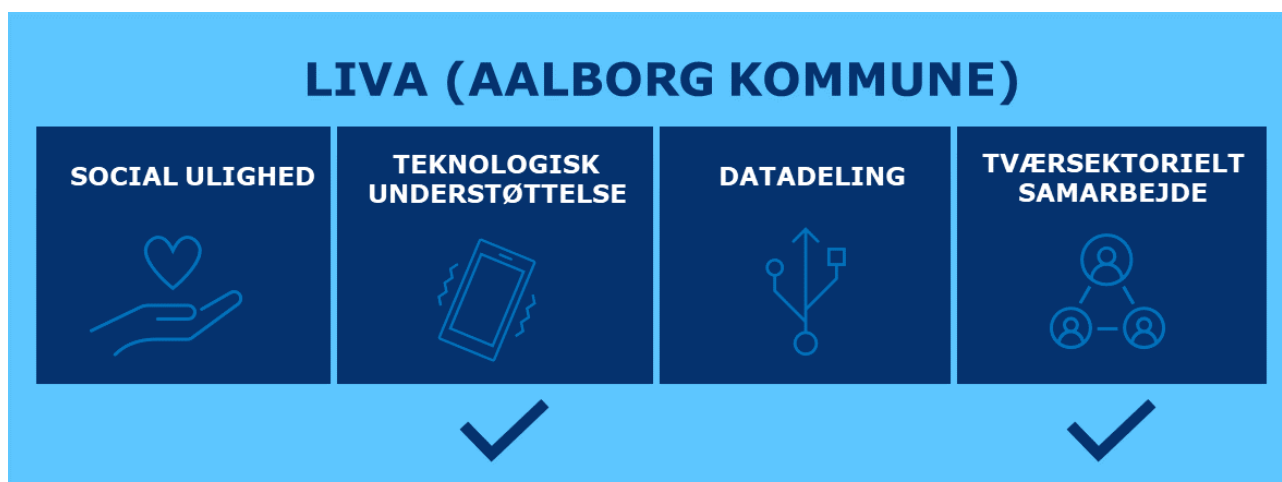 LIVA (AALBORG KOMMUNE)
SOCIAL ULIGHED
TEKNOLOGISK
UNDERSTØTTELSE
DATADELING
TVÆRSEKTORIELT
SAMARBEJDE